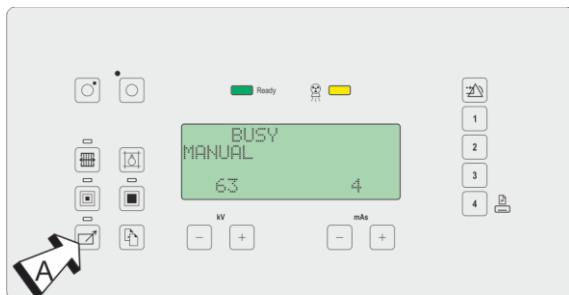 Ready
BUSY
MANUAL
63 4
kV mAs
- + - +
1
2
3
4
A